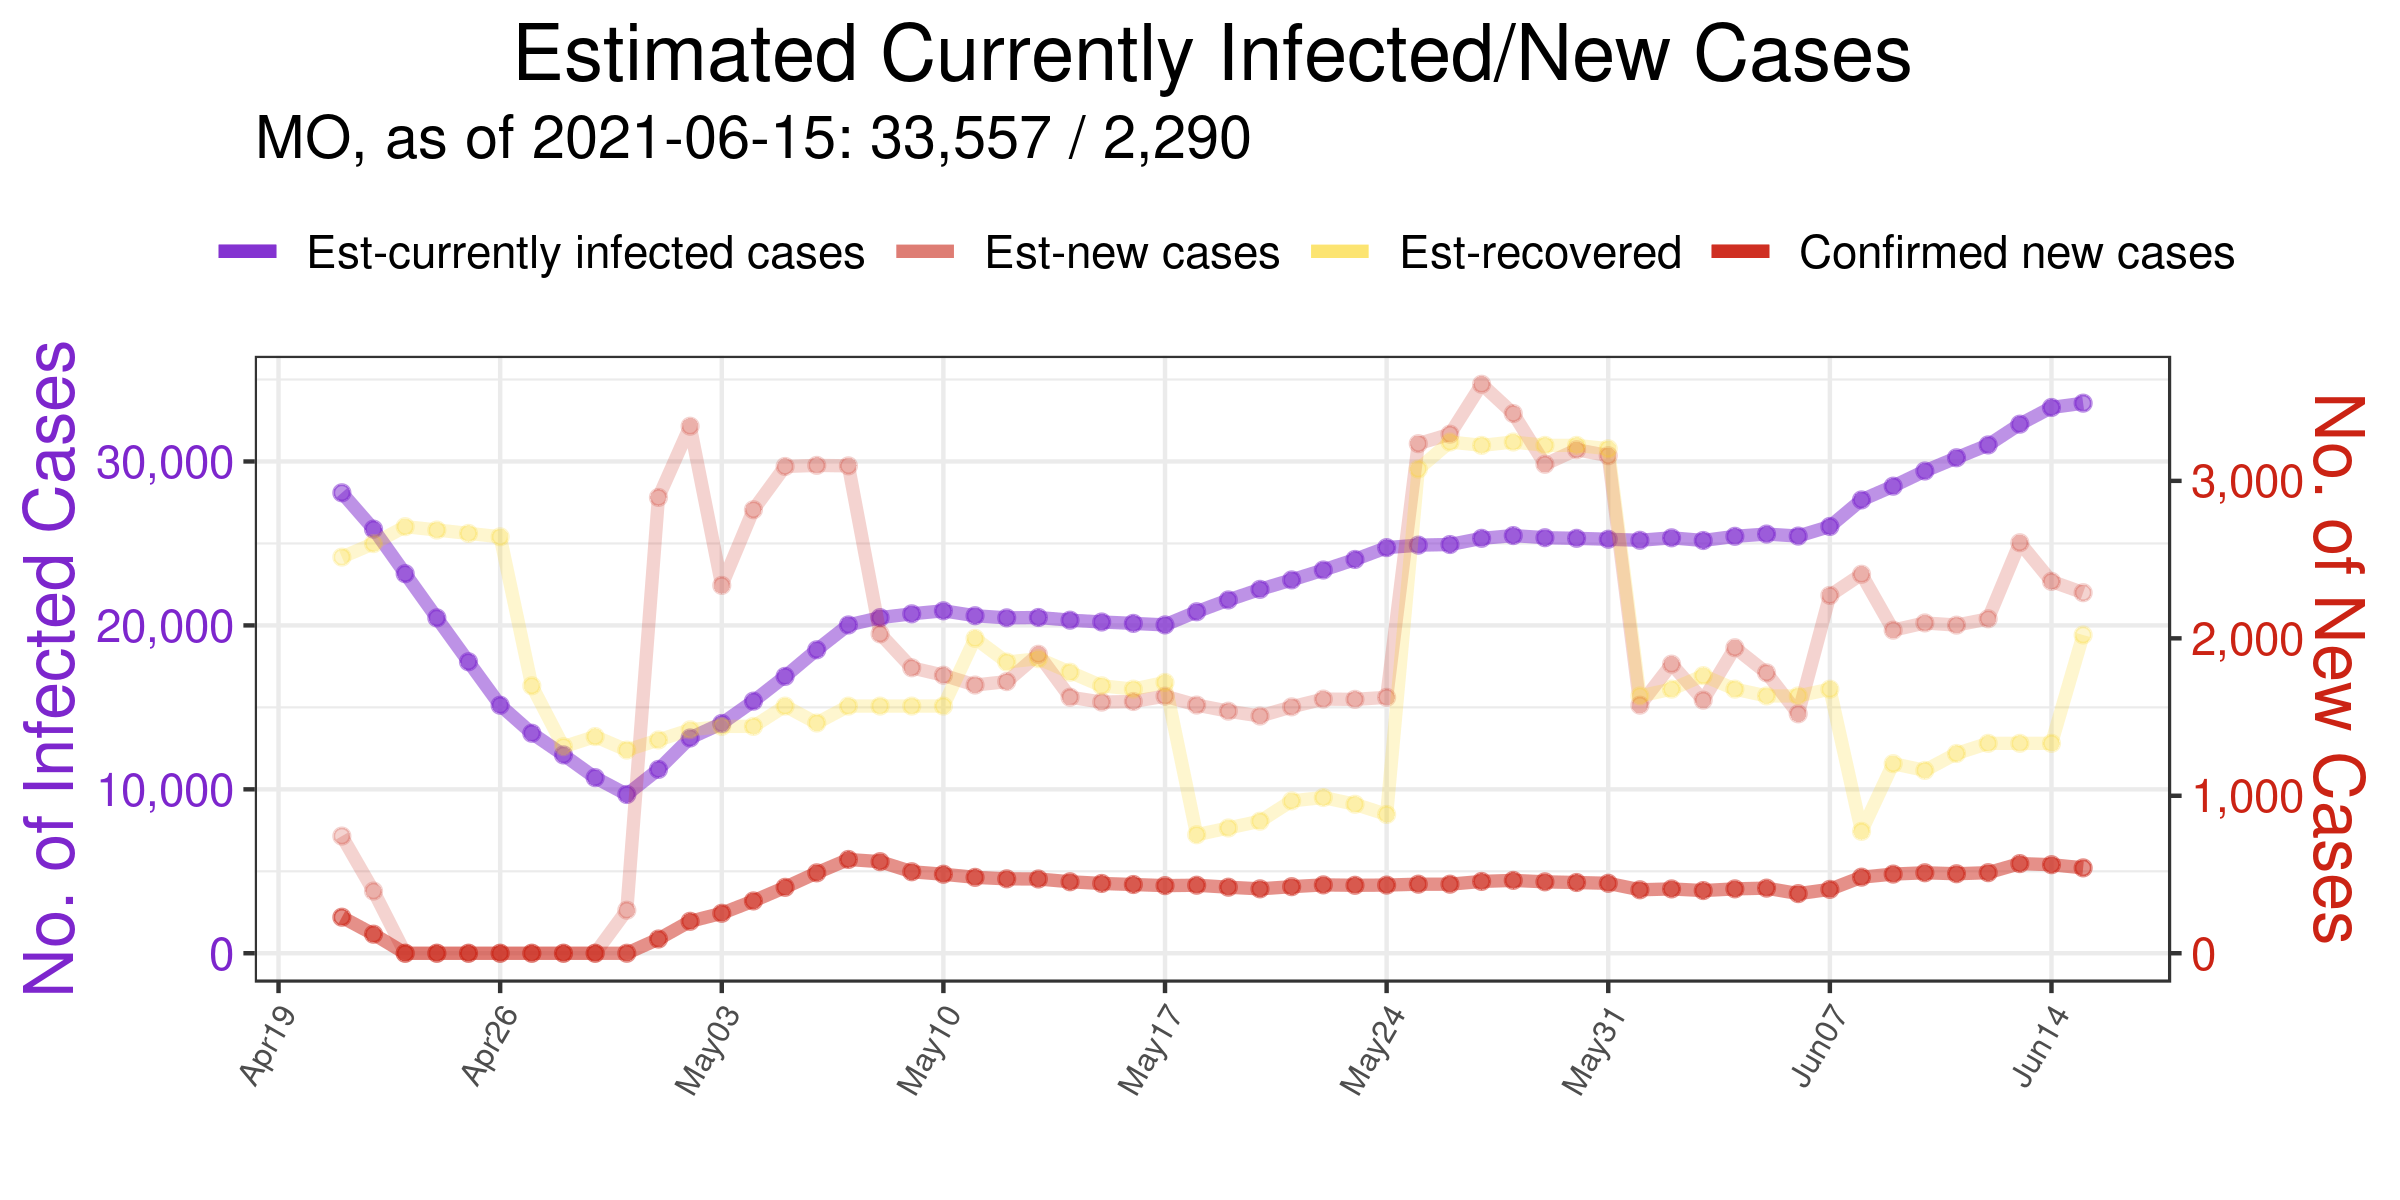 Estimated Currently Infected/New Cases
MO, as of 2021-06-15: 33,557 / 2,290
Est-currently infected cases Est-new cases Est-recovered Confirmed new cases
No. of Infected Cases
30,000
20,000
10,000
0
3,000
2,000
1,000
0
No. of New Cases
Apr19 Apr26 May03 May10 May17 May24 May31 Jun07 Jun14